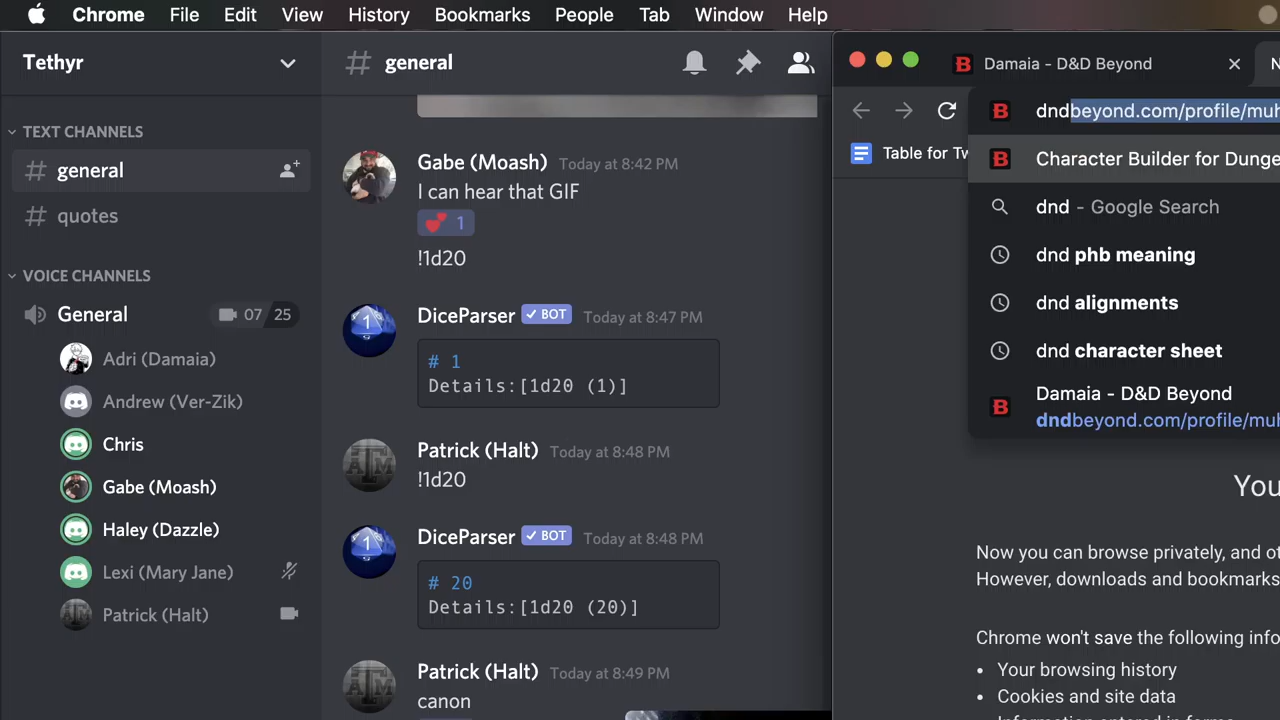 Chrome File Edit View History Bookmarks People Tab Window Help
Tethyr
TEXT CHANNELS
# general
# quotes
VOICE CHANNELS
General 07 25
Adri (Damaia)
Andrew (Ver-Zik)
Chris
Gabe (Moash)
Haley (Dazzle)
Lexi (Mary Jane)
Patrick (Halt)
# general
Gabe (Moash) Today at 8:42 PM
I can hear that GIF
💕 1
!1d20
DiceParser ✓ BOT Today at 8:47 PM
# 1
Details:[1d20 (1)]
Patrick (Halt) Today at 8:48 PM
!1d20
DiceParser ✓ BOT Today at 8:48 PM
# 20
Details:[1d20 (20)]
Patrick (Halt) Today at 8:49 PM
canon
Damaia - D&D Beyond
dndbeyond.com/profile/muh
Table for Tw
Character Builder for Dunge
dnd - Google Search
dnd phb meaning
dnd alignments
dnd character sheet
Damaia - D&D Beyond
dndbeyond.com/profile/muh
You
Now you can browse privately, and ot
However, downloads and bookmarks
Chrome won't save the following info
• Your browsing history
• Cookies and site data